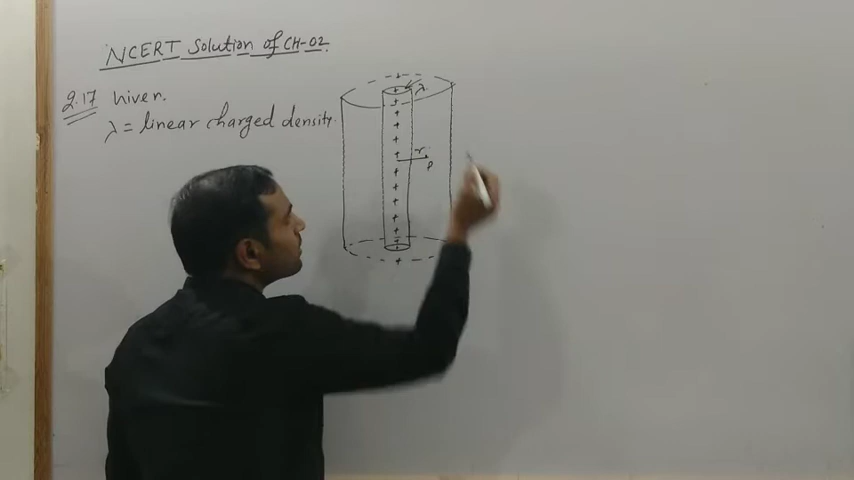 NCERT Solution of CH-02.
2.17 Given.
λ = linear charged density.
λ
r
P